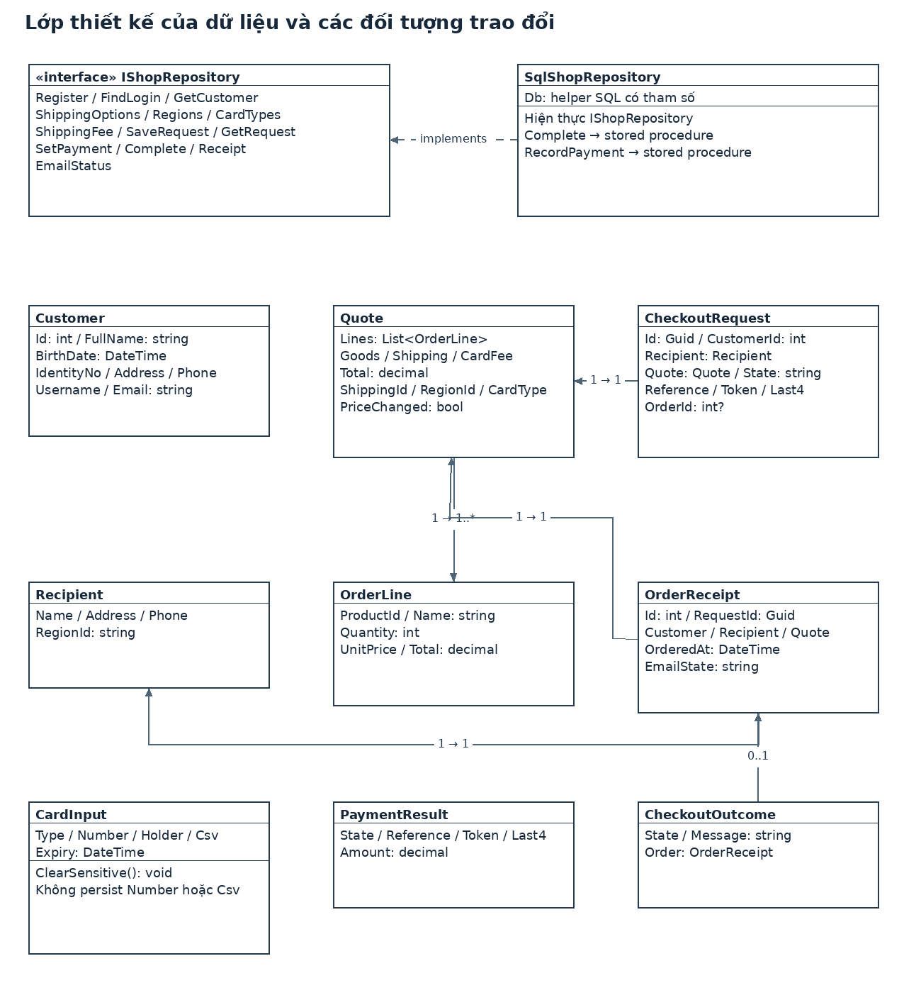 Lớp thiết kế của dữ liệu và các đối tượng trao đổi
«interface» IShopRepository
Register / FindLogin / GetCustomer
ShippingOptions / Regions / CardTypes
ShippingFee / SaveRequest / GetRequest
SetPayment / Complete / Receipt
EmailStatus
implements
SqlShopRepository
Db: helper SQL có tham số
Hiện thực IShopRepository
Complete → stored procedure
RecordPayment → stored procedure
Customer
Id: int / FullName: string
BirthDate: DateTime
IdentityNo / Address / Phone
Username / Email: string
Quote
Lines: List<OrderLine>
Goods / Shipping / CardFee
Total: decimal
ShippingId / RegionId / CardType
PriceChanged: bool
1 → 1
CheckoutRequest
Id: Guid / CustomerId: int
Recipient: Recipient
Quote: Quote / State: string
Reference / Token / Last4
OrderId: int?
1 → 1..*
1 → 1
Recipient
Name / Address / Phone
RegionId: string
OrderLine
ProductId / Name: string
Quantity: int
UnitPrice / Total: decimal
OrderReceipt
Id: int / RequestId: Guid
Customer / Recipient / Quote
OrderedAt: DateTime
EmailState: string
1 → 1
0..1
CardInput
Type / Number / Holder / Csv
Expiry: DateTime
ClearSensitive(): void
Không persist Number hoặc Csv
PaymentResult
State / Reference / Token / Last4
Amount: decimal
CheckoutOutcome
State / Message: string
Order: OrderReceipt